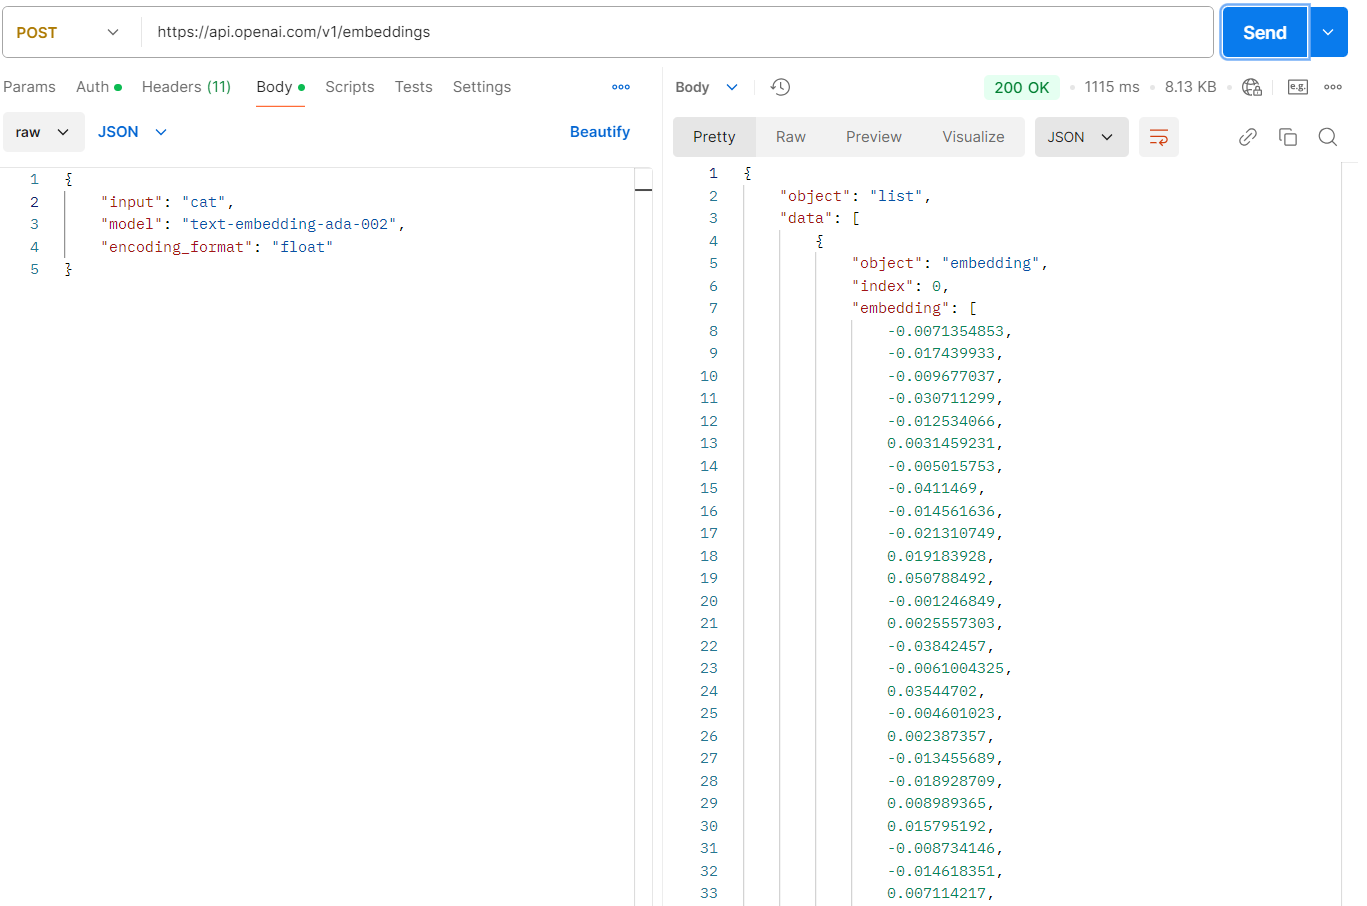 POST https://api.openai.com/v1/embeddings Send
Params Auth Headers (11) Body Scripts Tests Settings
raw JSON Beautify
1 {
2 "input": "cat",
3 "model": "text-embedding-ada-002",
4 "encoding_format": "float"
5 }
Body 200 OK 1115 ms 8.13 KB e.g.
Pretty Raw Preview Visualize JSON
1 {
2 "object": "list",
3 "data": [
4 {
5 "object": "embedding",
6 "index": 0,
7 "embedding": [
8 -0.0071354853,
9 -0.017439933,
10 -0.009677037,
11 -0.030711299,
12 -0.012534066,
13 0.0031459231,
14 -0.005015753,
15 -0.0411469,
16 -0.014561636,
17 -0.021310749,
18 0.019183928,
19 0.050788492,
20 -0.001246849,
21 0.0025557303,
22 -0.03842457,
23 -0.0061004325,
24 0.03544702,
25 -0.004601023,
26 0.002387357,
27 -0.013455689,
28 -0.018928709,
29 0.008989365,
30 0.015795192,
31 -0.008734146,
32 -0.014618351,
33 0.007114217,